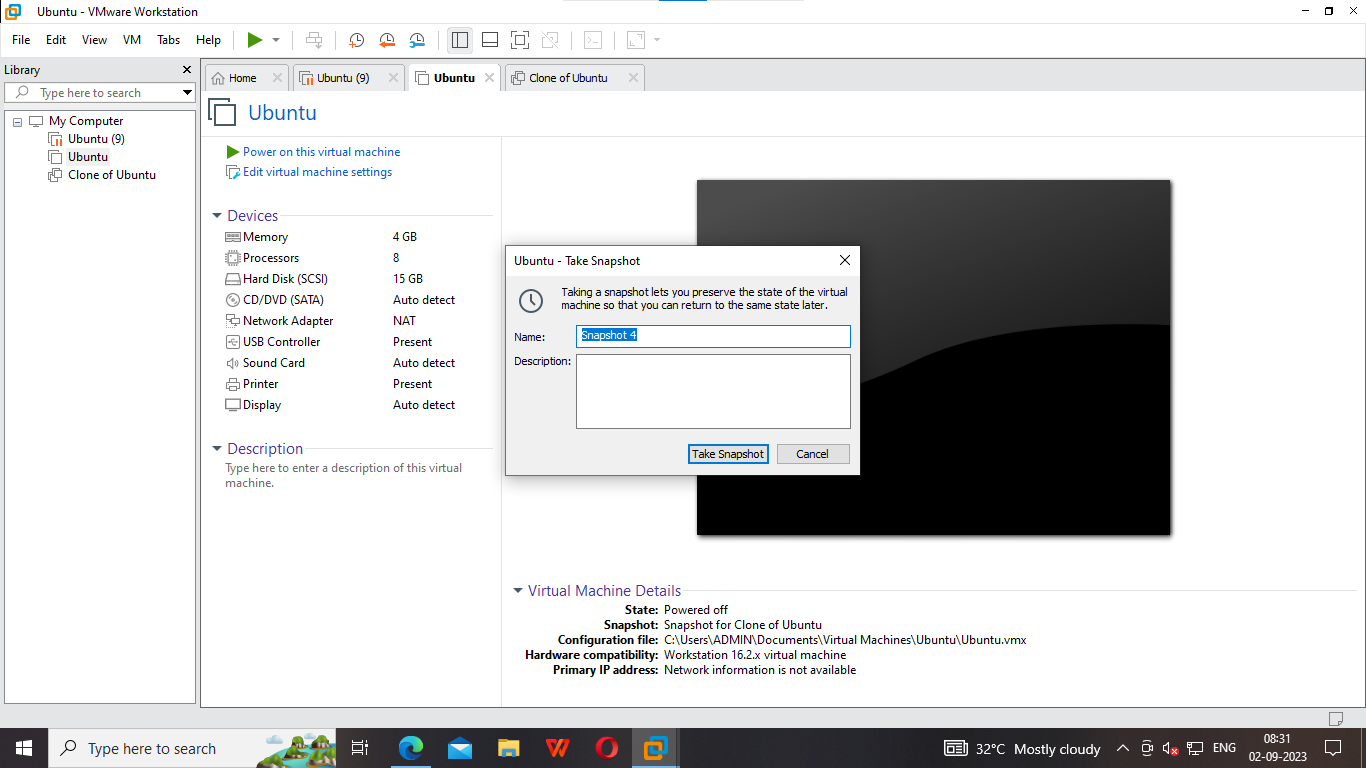 Ubuntu - VMware Workstation
File Edit View VM Tabs Help
Library
Type here to search
My Computer
Ubuntu (9)
Ubuntu
Clone of Ubuntu
Home Ubuntu (9) Ubuntu Clone of Ubuntu
Ubuntu
Power on this virtual machine
Edit virtual machine settings
Devices
Memory 4 GB
Processors 8
Hard Disk (SCSI) 15 GB
CD/DVD (SATA) Auto detect
Network Adapter NAT
USB Controller Present
Sound Card Auto detect
Printer Present
Display Auto detect
Description
Type here to enter a description of this virtual
machine.
Ubuntu - Take Snapshot
Taking a snapshot lets you preserve the state of the virtual
machine so that you can return to the same state later.
Name: Snapshot 4
Description:
Take Snapshot Cancel
Virtual Machine Details
State: Powered off
Snapshot: Snapshot for Clone of Ubuntu
Configuration file: C:\Users\ADMIN\Documents\Virtual Machines\Ubuntu\Ubuntu.vmx
Hardware compatibility: Workstation 16.2.x virtual machine
Primary IP address: Network information is not available
Type here to search
32°C Mostly cloudy
ENG
08:31
02-09-2023